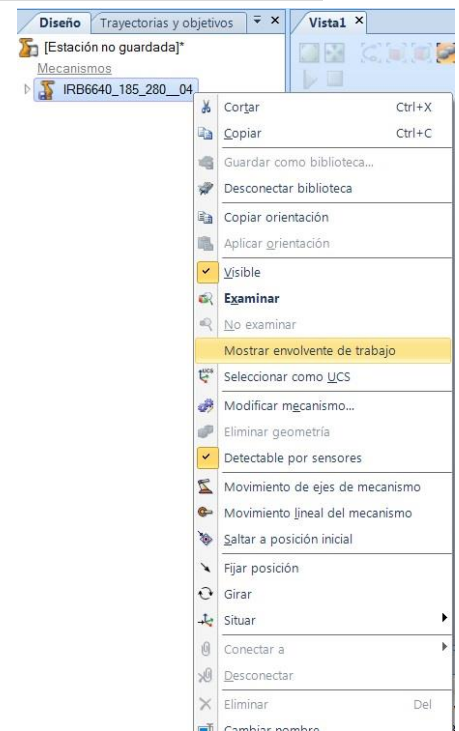 Diseño Trayectorias y objetivos Vista1
[Estación no guardada]*
Mecanismos
IRB6640_185_280__04
Cortar Ctrl+X
Copiar Ctrl+C
Guardar como biblioteca...
Desconectar biblioteca
Copiar orientación
Aplicar orientación
Visible
Examinar
No examinar
Mostrar envolvente de trabajo
UCS Seleccionar como UCS
Modificar mecanismo...
Eliminar geometría
Detectable por sensores
Movimiento de ejes de mecanismo
Movimiento lineal del mecanismo
Saltar a posición inicial
Fijar posición
Girar
Situar
Conectar a
Desconectar
Eliminar Del
Cambiar nombre